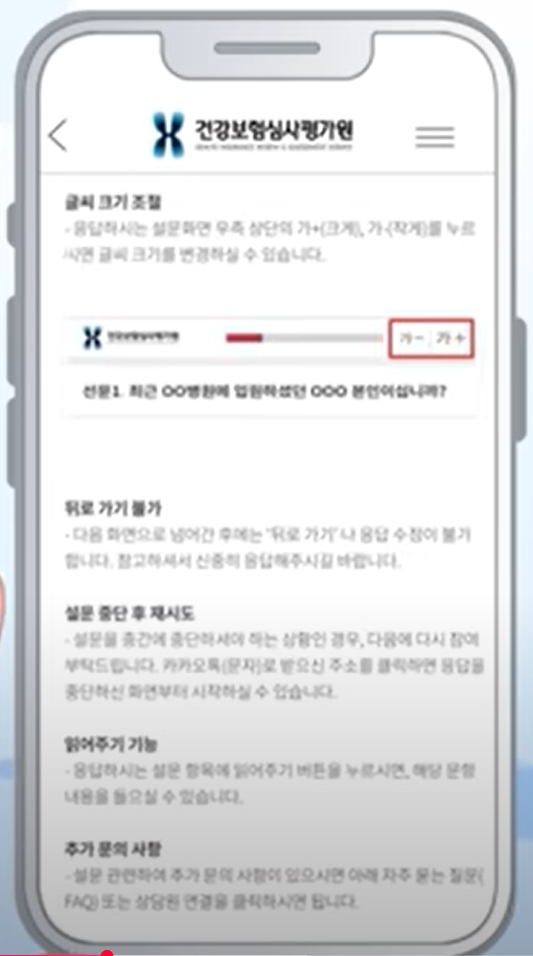 건강보험심사평가원
글씨 크기 조절
- 응답하시는 설문화면 우측 상단의 가+(크게), 가-(작게)를 누르
시면 글씨 크기를 변경하실 수 있습니다.
건강보험심사평가원
가- 가+
선문1. 최근 OO병원에 입원하셨던 OOO 본인이십니까?
뒤로 가기 불가
- 다음 화면으로 넘어간 후에는 "뒤로 가기" 나 응답 수정이 불가
합니다. 참고하셔서 신중히 응답해주시길 바랍니다.
설문 중단 후 재시도
- 설문을 중간에 중단하셔야 하는 상황인 경우, 다음에 다시 참여
부탁드립니다. 카카오톡(문자)로 받으신 주소를 클릭하면 응답을
중단하신 화면부터 시작하실 수 있습니다.
읽어주기 기능
- 응답하시는 설문 항목에 읽어주기 버튼을 누르시면, 해당 문항
내용을 들으실 수 있습니다.
추가 문의 사항
- 설문 관련하여 추가 문의 사항이 있으시면 아래 자주 묻는 질문(
FAQ) 또는 상담원 연결을 클릭하시면 됩니다.